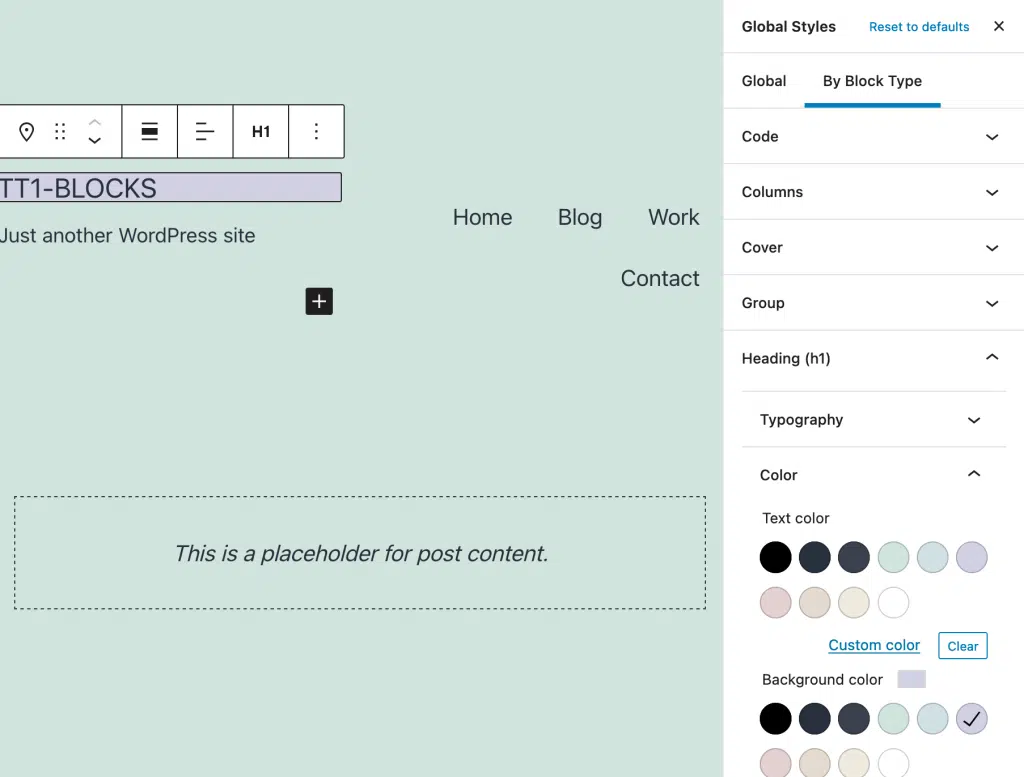 Global Styles Reset to defaults
Global By Block Type
Code
Columns
Cover
Group
Heading (h1)
Typography
Color
Text color
Custom color Clear
Background color
H1
TT1-BLOCKS
Just another WordPress site
Home Blog Work
Contact
This is a placeholder for post content.